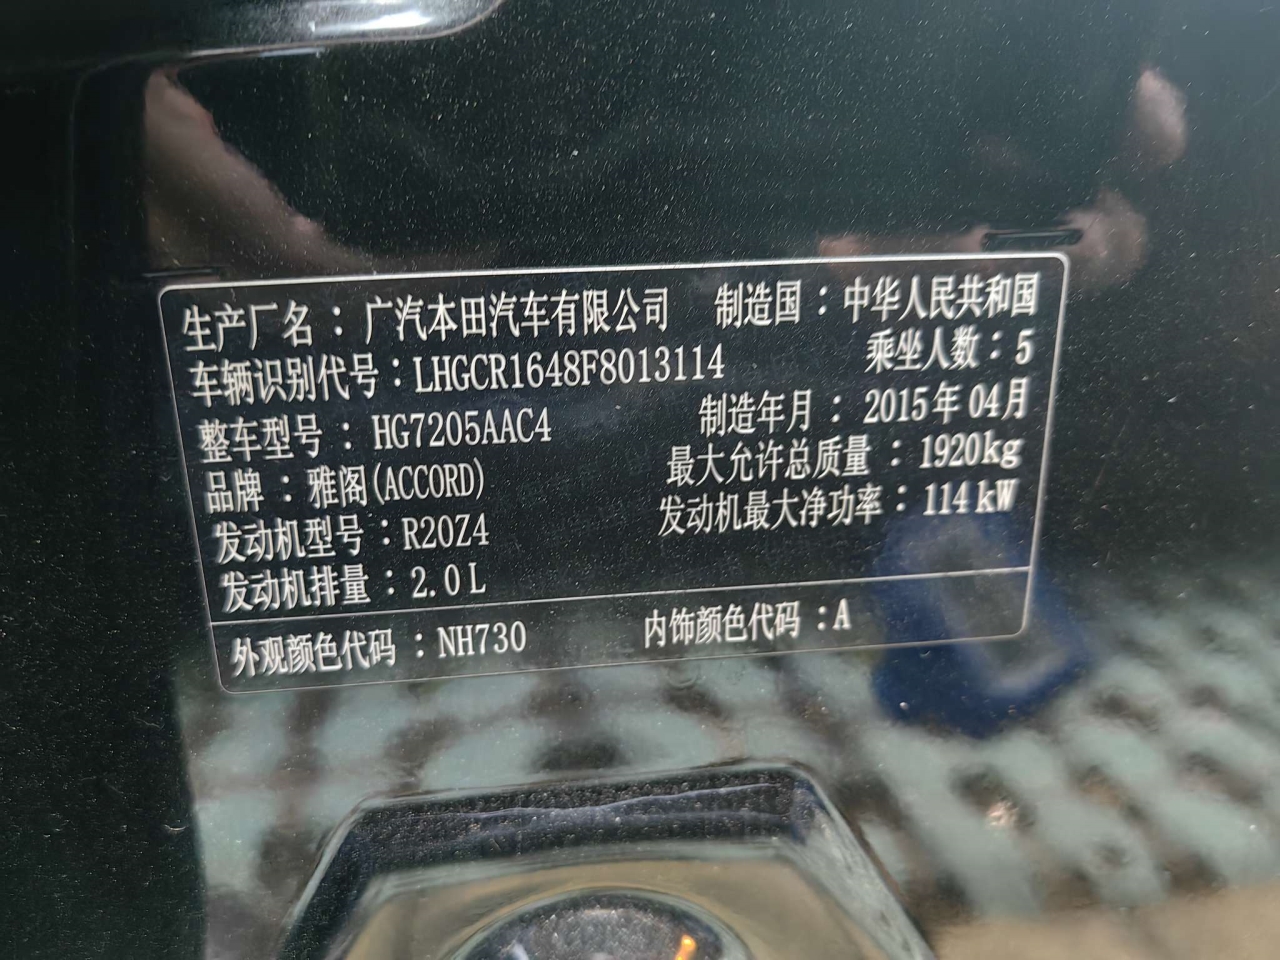 生产厂名：广汽本田汽车有限公司 制造国：中华人民共和国
车辆识别代号：LHGCR1648F8013114 乘坐人数：5
整车型号：HG7205AAC4 制造年月：2015年04月
品牌：雅阁(ACCORD) 最大允许总质量：1920kg
发动机型号：R20Z4 发动机最大净功率：114kW
发动机排量：2.0L
外观颜色代码：NH730 内饰颜色代码：A